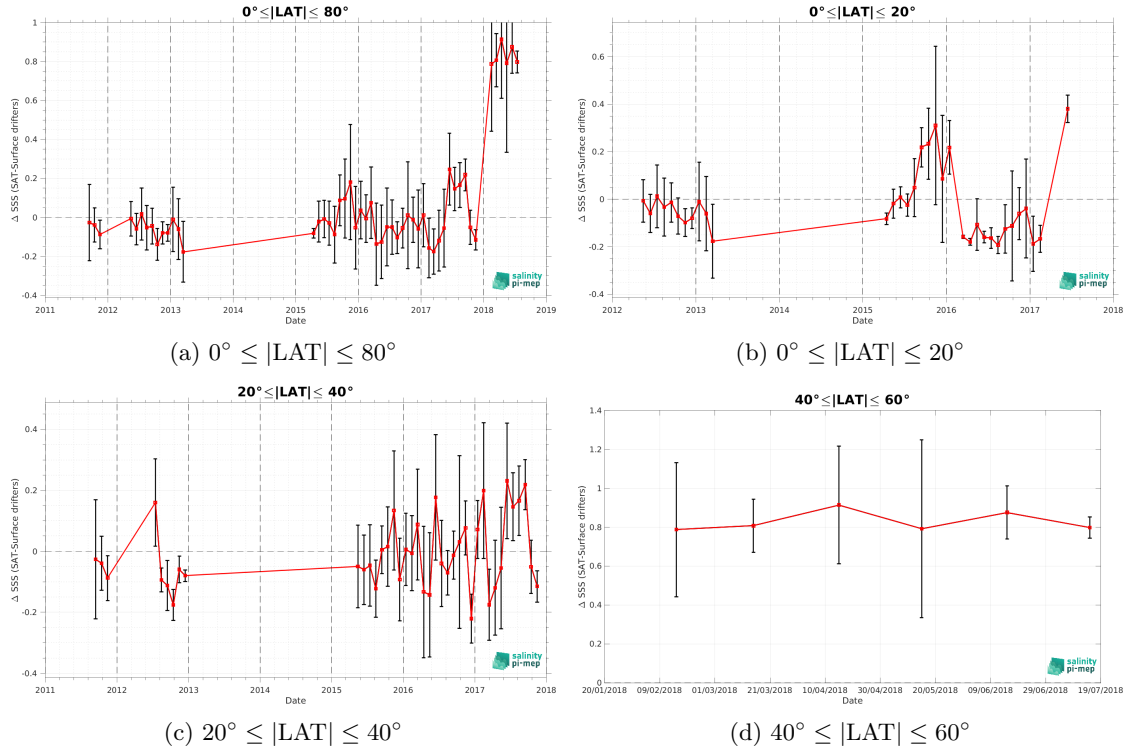 0°≤|LAT|≤ 80°
Δ SSS (SAT-Surface drifters)
1
0.8
0.6
0.4
0.2
0
-0.2
-0.4
2011 2012 2013 2014 2015 2016 2017 2018 2019
Date
salinity
pi-mep
(a) 0° ≤ |LAT| ≤ 80°
0°≤|LAT|≤ 20°
Δ SSS (SAT-Surface drifters)
0.6
0.4
0.2
0
-0.2
-0.4
2012 2013 2014 2015 2016 2017 2018
Date
salinity
pi-mep
(b) 0° ≤ |LAT| ≤ 20°
20°≤|LAT|≤ 40°
Δ SSS (SAT-Surface drifters)
0.4
0.2
0
-0.2
-0.4
2011 2012 2013 2014 2015 2016 2017 2018
Date
salinity
pi-mep
(c) 20° ≤ |LAT| ≤ 40°
40°≤|LAT|≤ 60°
Δ SSS (SAT-Surface drifters)
1.4
1.2
1
0.8
0.6
0.4
0.2
0
20/01/2018 09/02/2018 01/03/2018 21/03/2018 10/04/2018 30/04/2018 20/05/2018 09/06/2018 29/06/2018 19/07/2018
Date
salinity
pi-mep
(d) 40° ≤ |LAT| ≤ 60°